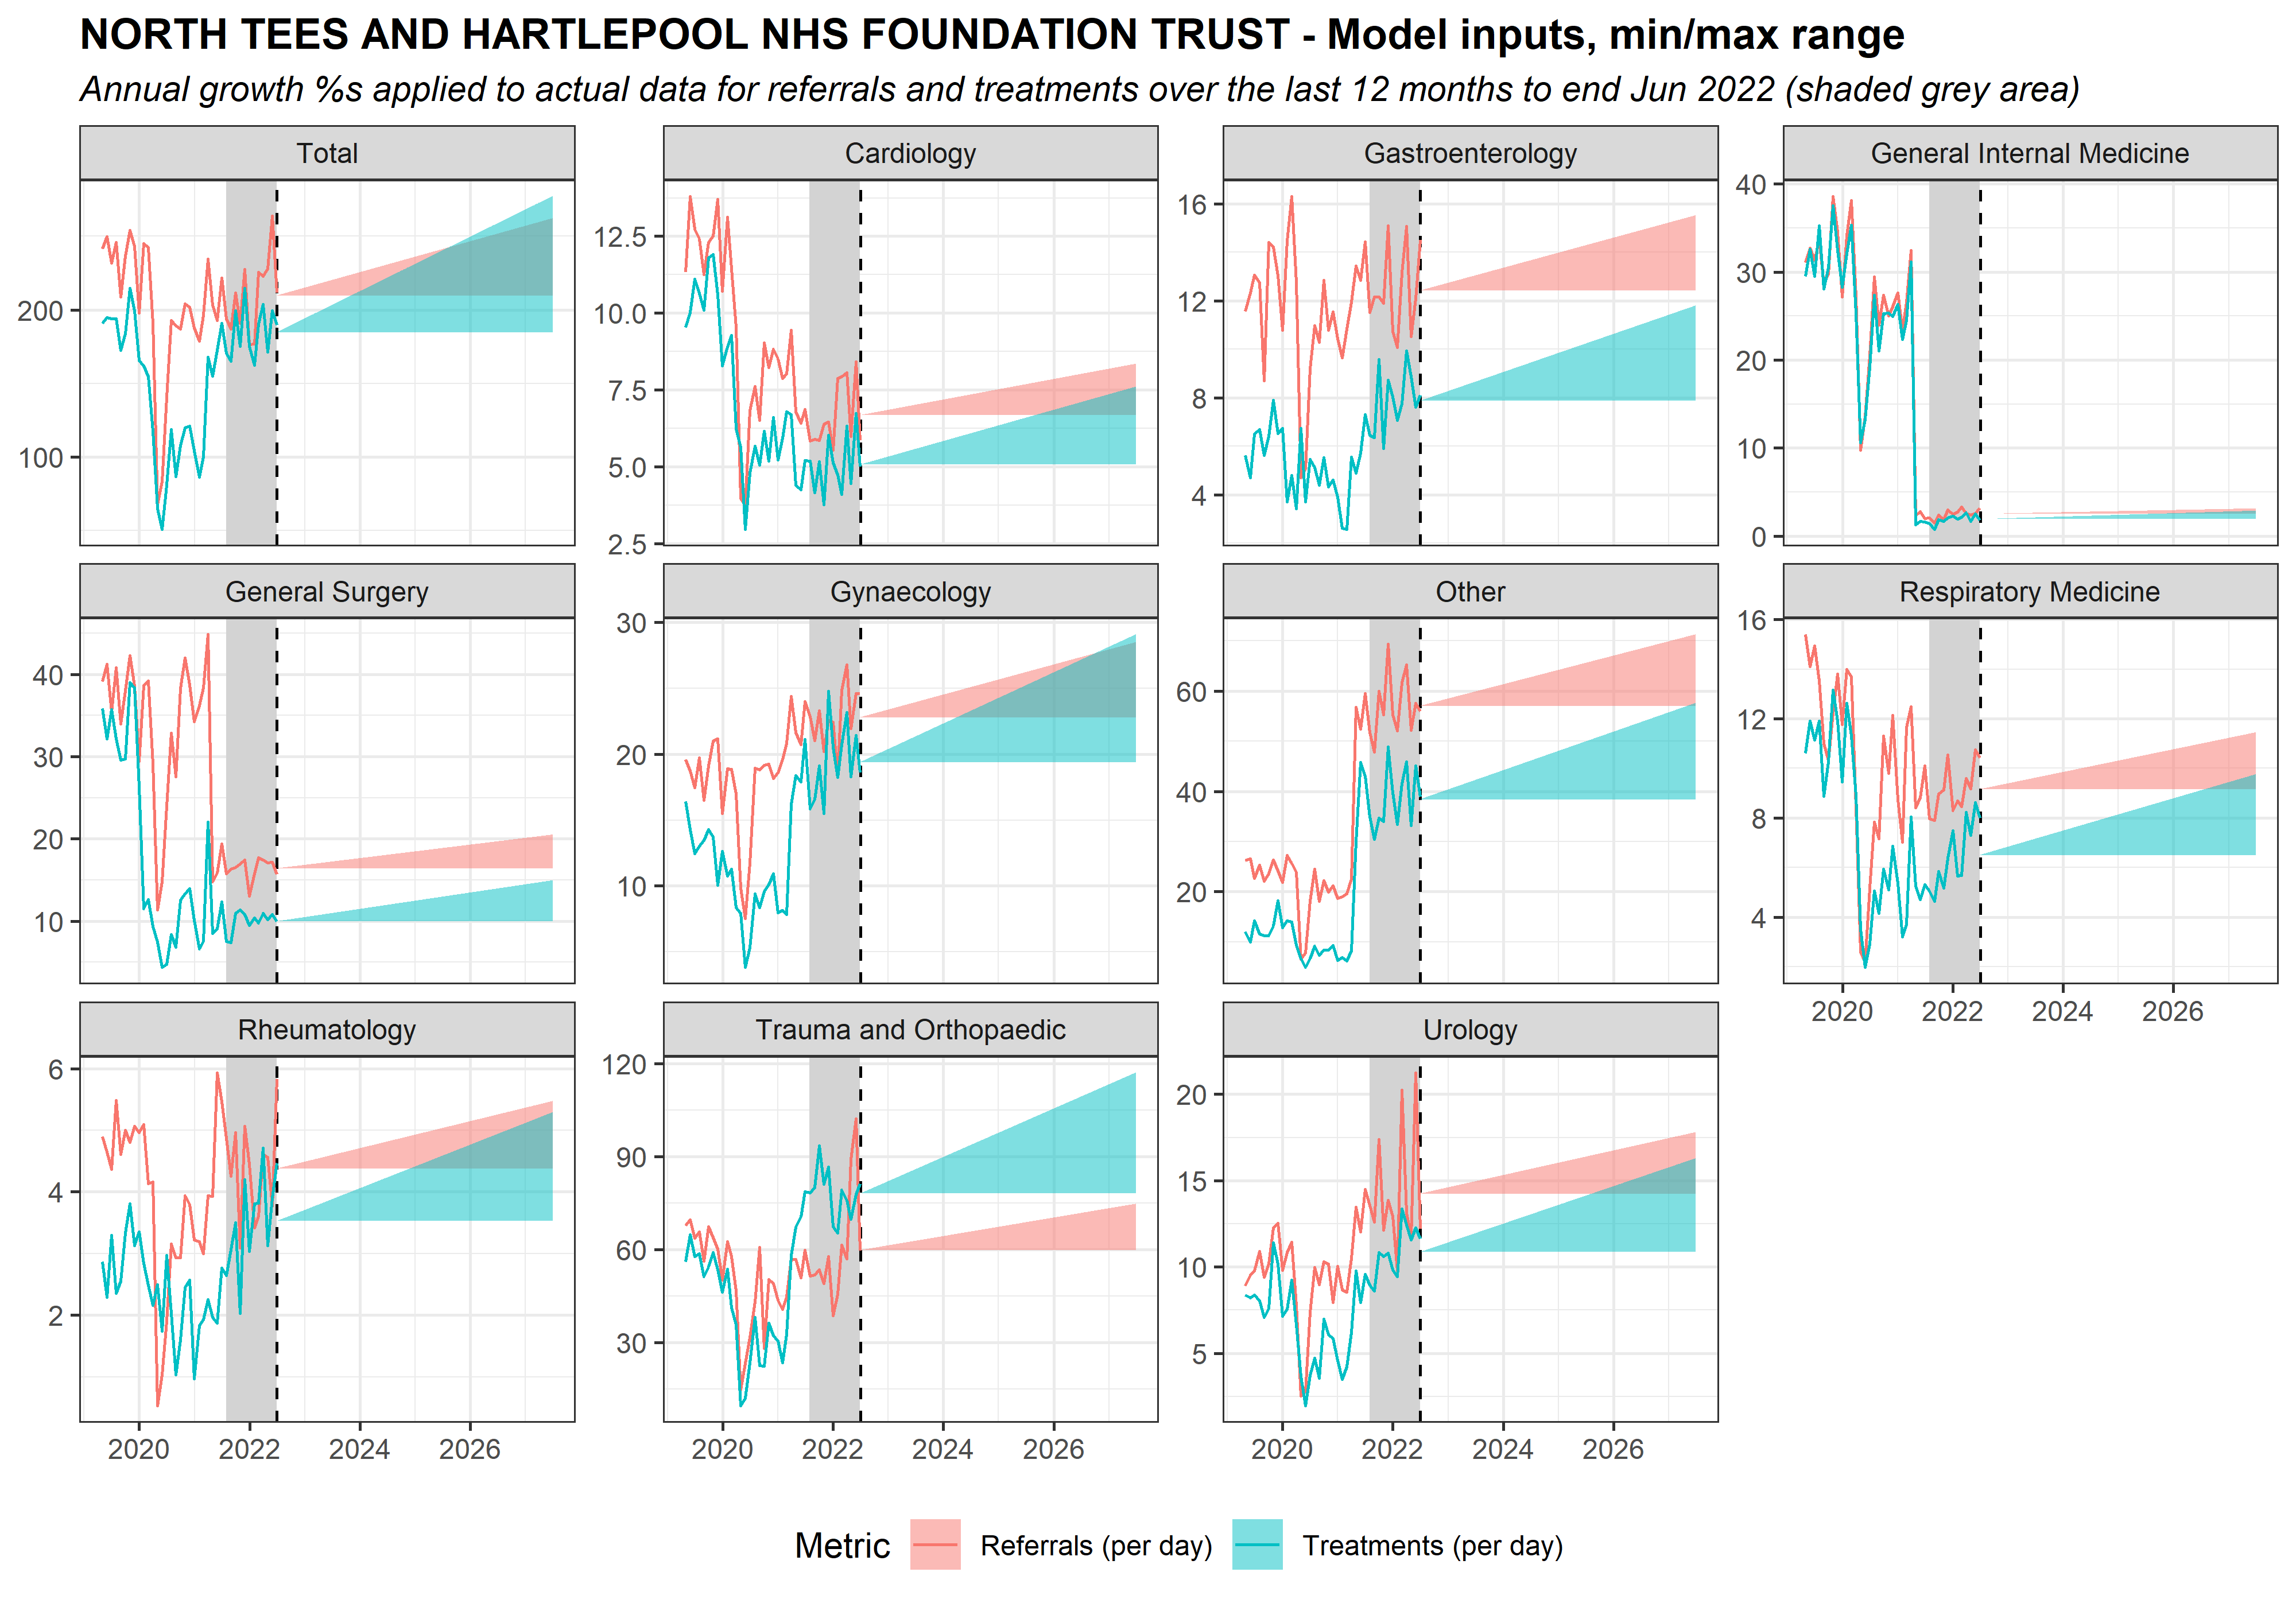 NORTH TEES AND HARTLEPOOL NHS FOUNDATION TRUST - Model inputs, min/max range
Annual growth %s applied to actual data for referrals and treatments over the last 12 months to end Jun 2022 (shaded grey area)
Total
200
100
Cardiology
12.5
10.0
7.5
5.0
2.5
Gastroenterology
16
12
8
4
General Internal Medicine
40
30
20
10
0
General Surgery
40
30
20
10
Gynaecology
30
20
10
Other
60
40
20
Respiratory Medicine
16
12
8
4
2020 2022 2024 2026
Rheumatology
6
4
2
2020 2022 2024 2026
Trauma and Orthopaedic
120
90
60
30
2020 2022 2024 2026
Urology
20
15
10
5
2020 2022 2024 2026
Metric Referrals (per day) Treatments (per day)